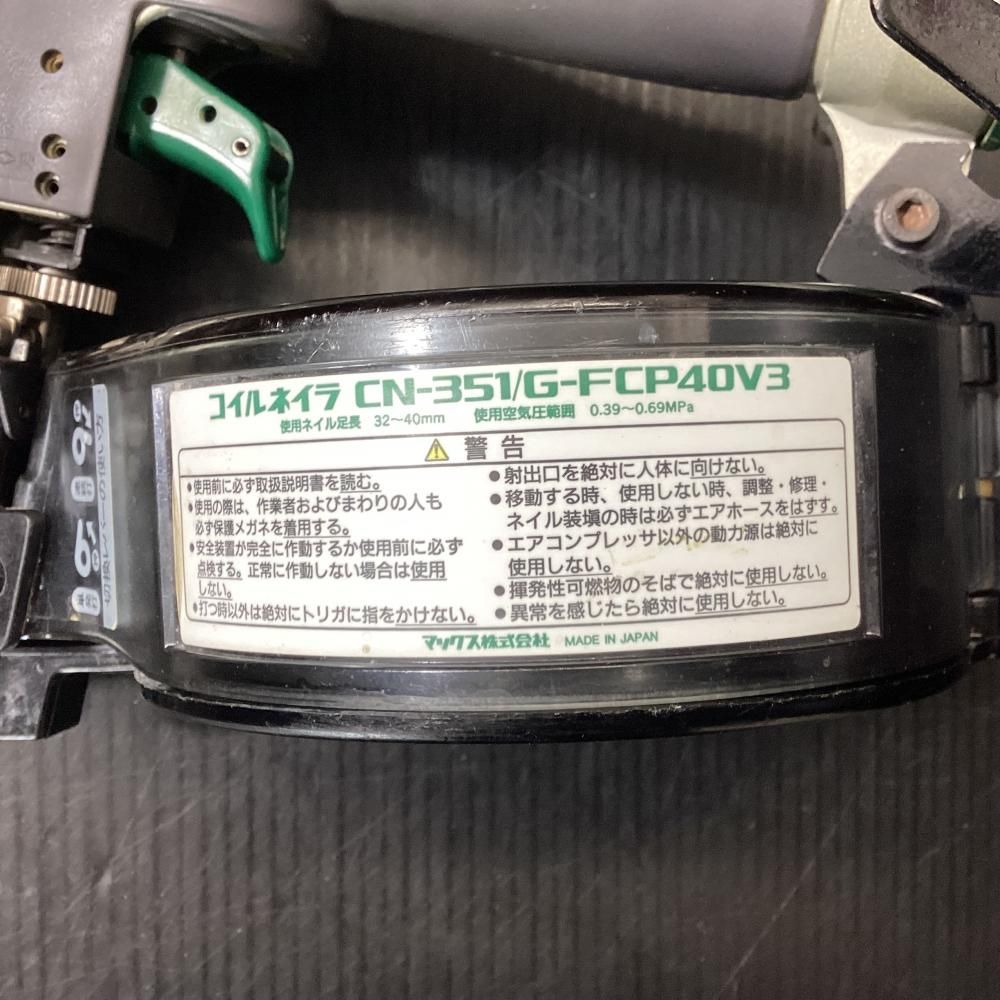 コイルネイラ CN-351/G-FCP40V3
使用ネイル足長 32〜40mm 使用空気圧範囲 0.39〜0.69MPa
警告
●使用前に必ず取扱説明書を読む。
●使用の際は、作業者およびまわりの人も
必ず保護メガネを着用する。
●安全装置が完全に作動するか使用前に必ず
点検する。正常に作動しない場合は使用
しない。
●打つ時以外は絶対にトリガに指をかけない。
●射出口を絶対に人体に向けない。
●移動する時、使用しない時、調整・修理・
ネイル装填の時は必ずエアホースをはずす。
●エアコンプレッサ以外の動力源は絶対に
使用しない。
●揮発性可燃物のそばで絶対に使用しない。
●異常を感じたら絶対に使用しない。
マックス株式会社 MADE IN JAPAN
切換レバーの使い方